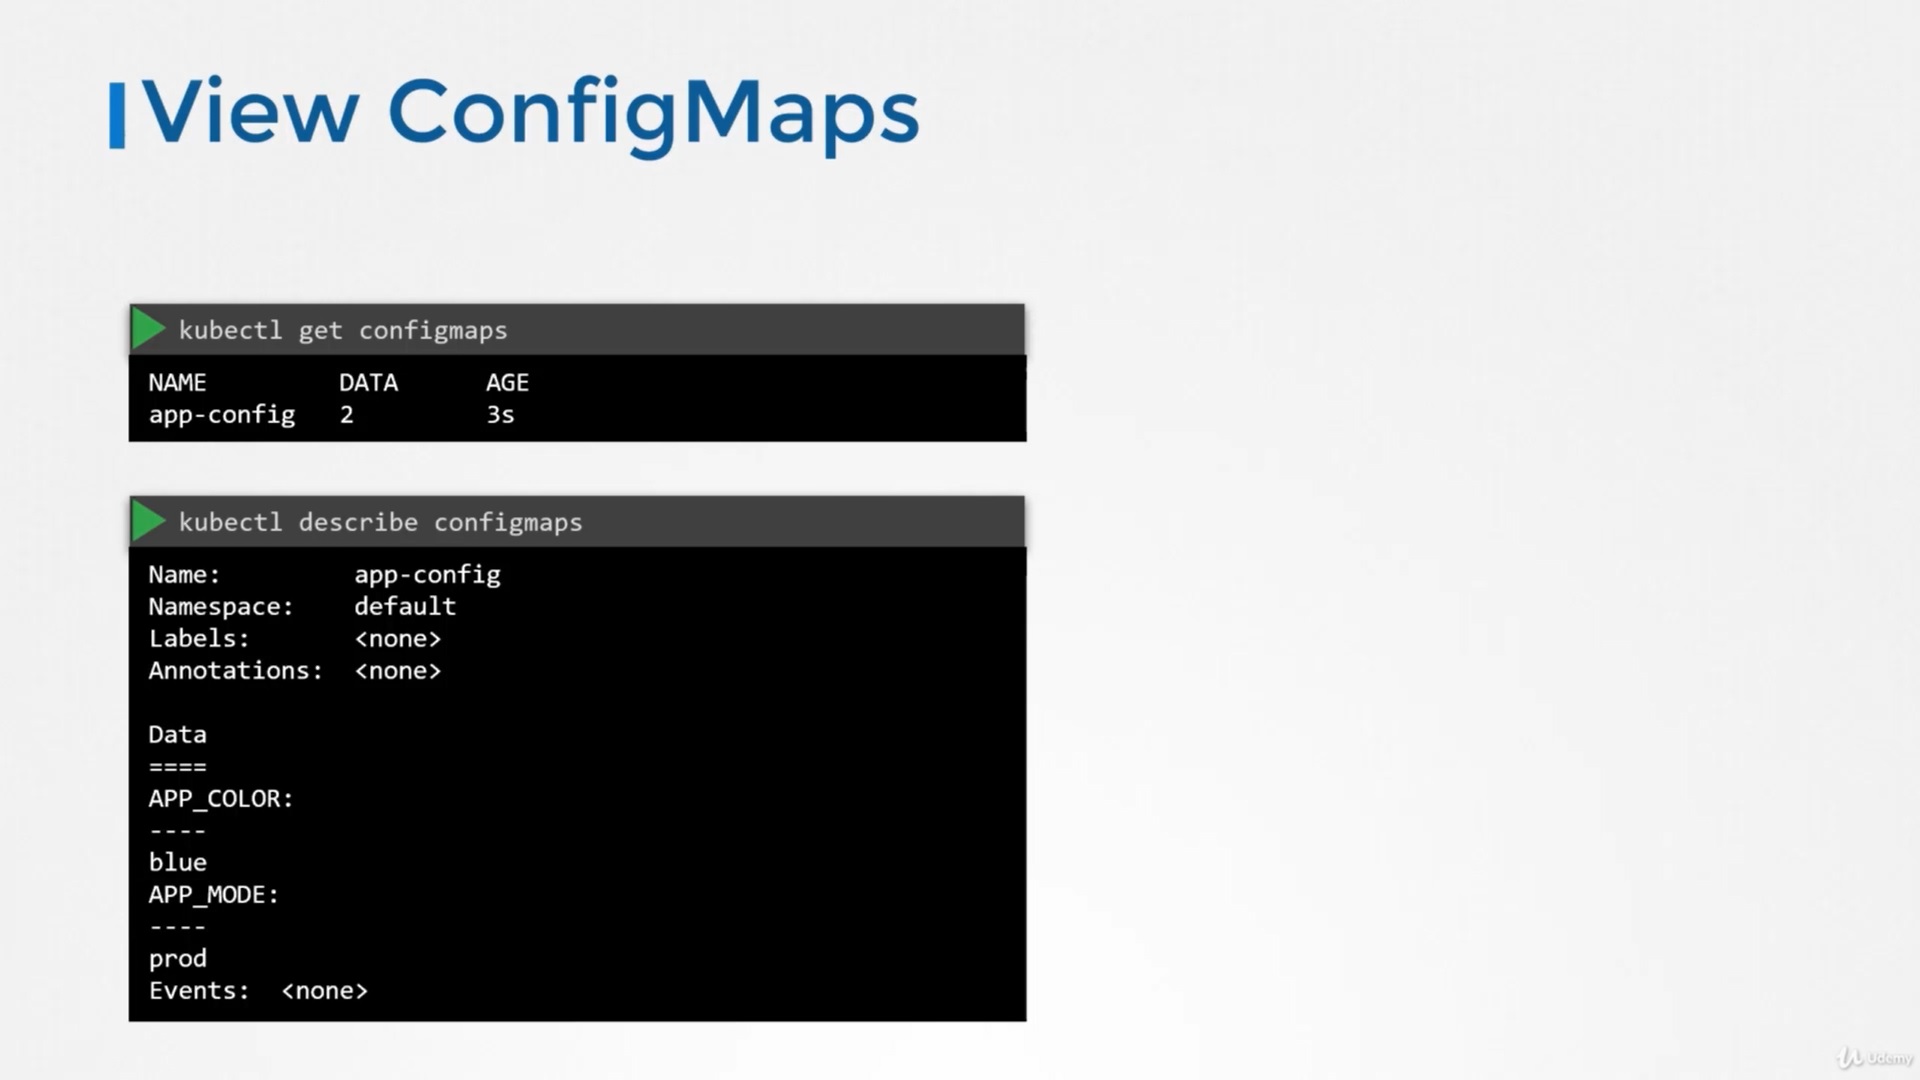 View ConfigMaps
kubectl get configmaps
NAME DATA AGE
app-config 2 3s
kubectl describe configmaps
Name: app-config
Namespace: default
Labels: <none>
Annotations: <none>
Data
====
APP_COLOR:
----
blue
APP_MODE:
----
prod
Events: <none>
Udemy